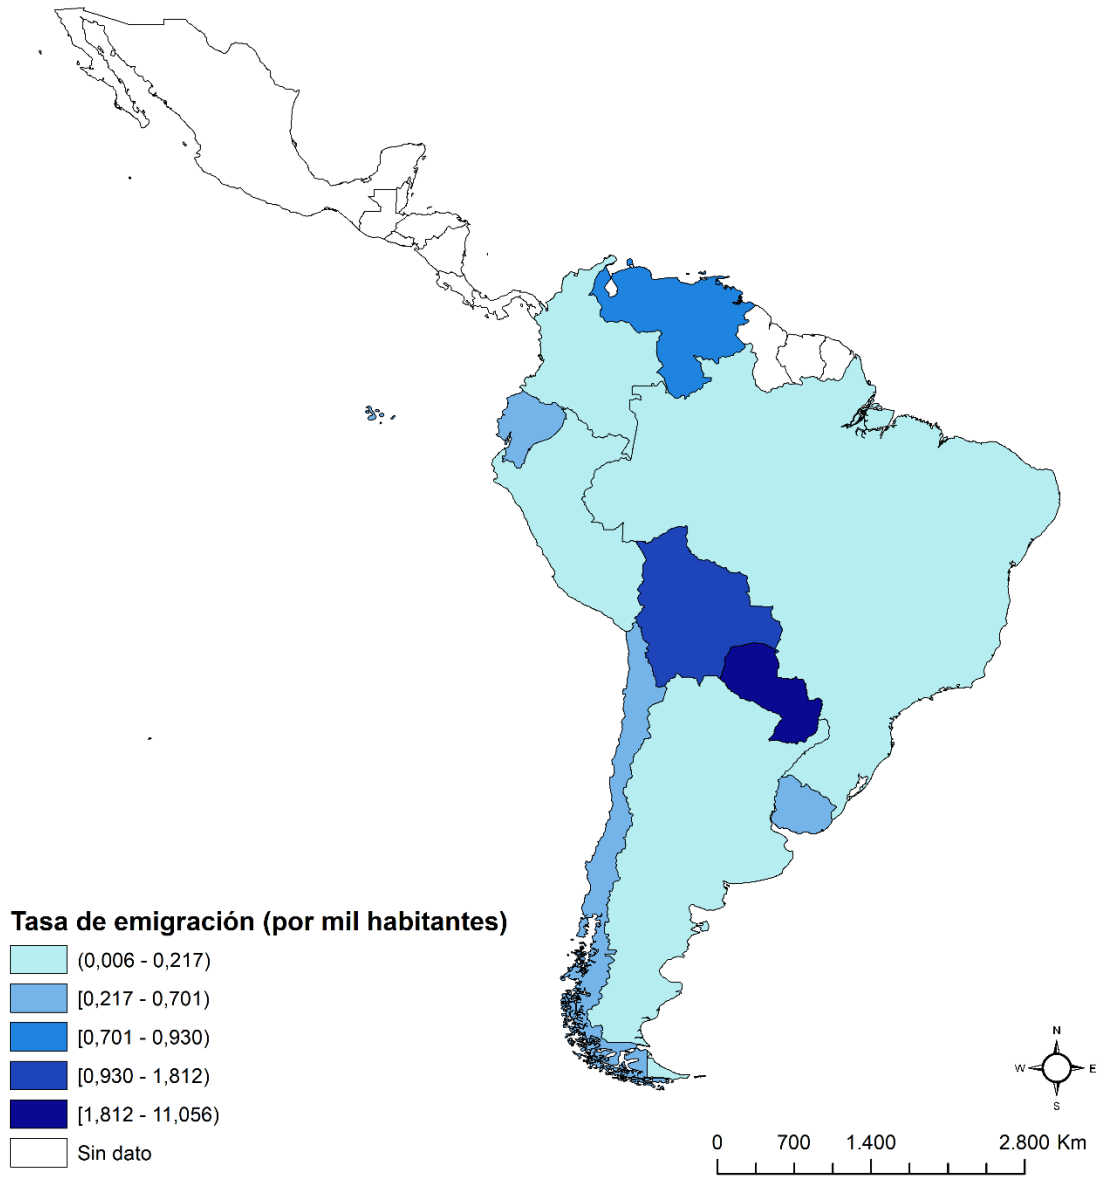 Tasa de emigración (por mil habitantes)
(0,006 - 0,217)
[0,217 - 0,701)
[0,701 - 0,930)
[0,930 - 1,812)
[1,812 - 11,056)
Sin dato
N
W E
S
0 700 1.400 2.800 Km